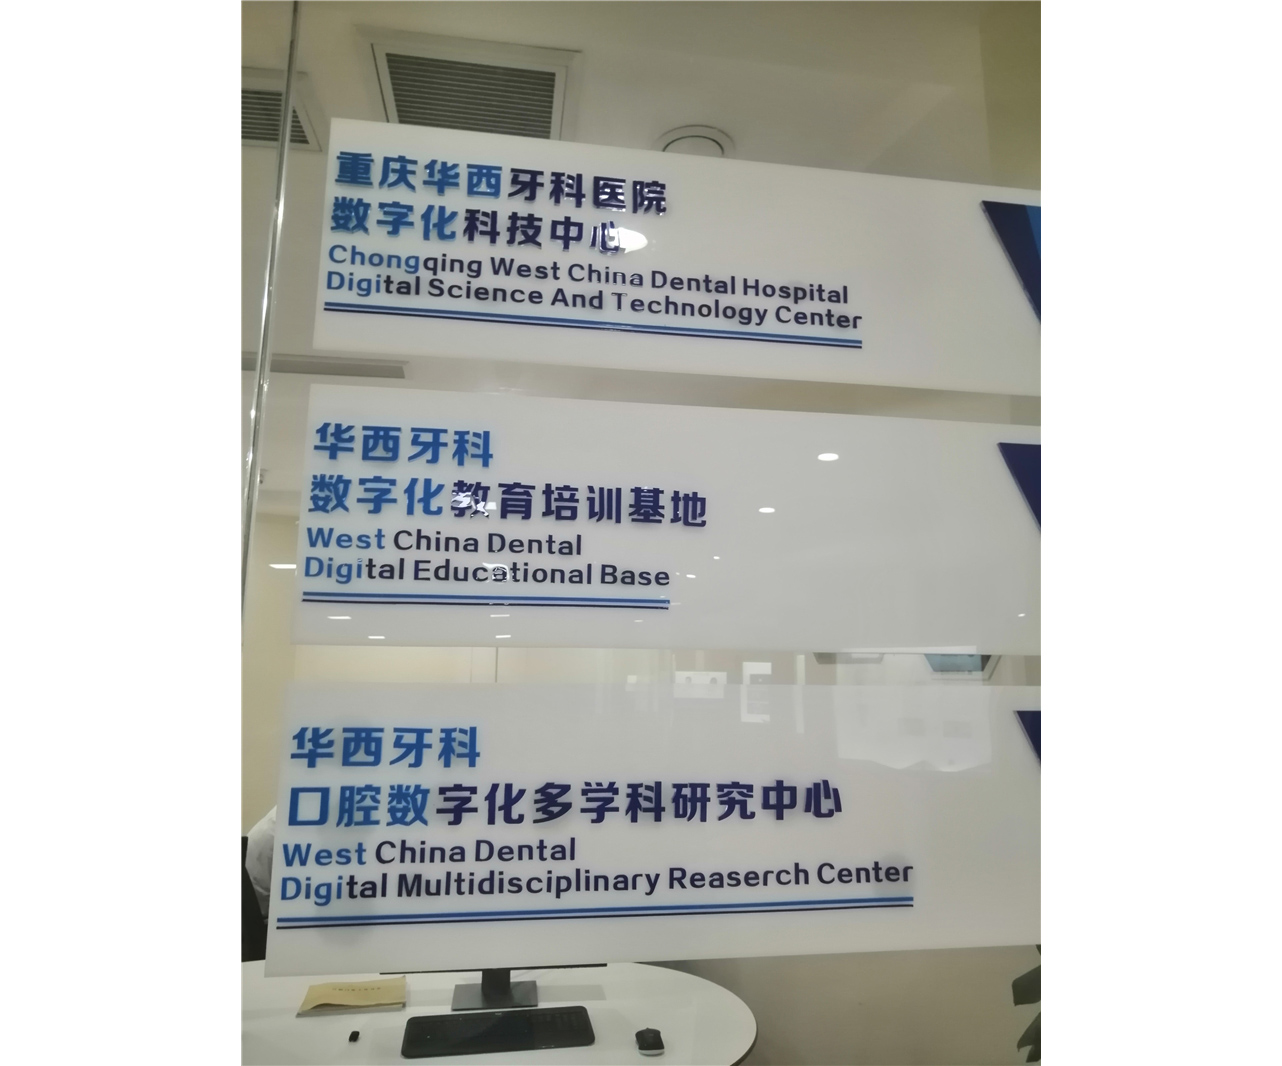 重庆华西牙科医院
数字化科技中心
Chongqing West China Dental Hospital
Digital Science And Technology Center
华西牙科
数字化教育培训基地
West China Dental
Digital Educational Base
华西牙科
口腔数字化多学科研究中心
West China Dental
Digital Multidisciplinary Reaserch Center